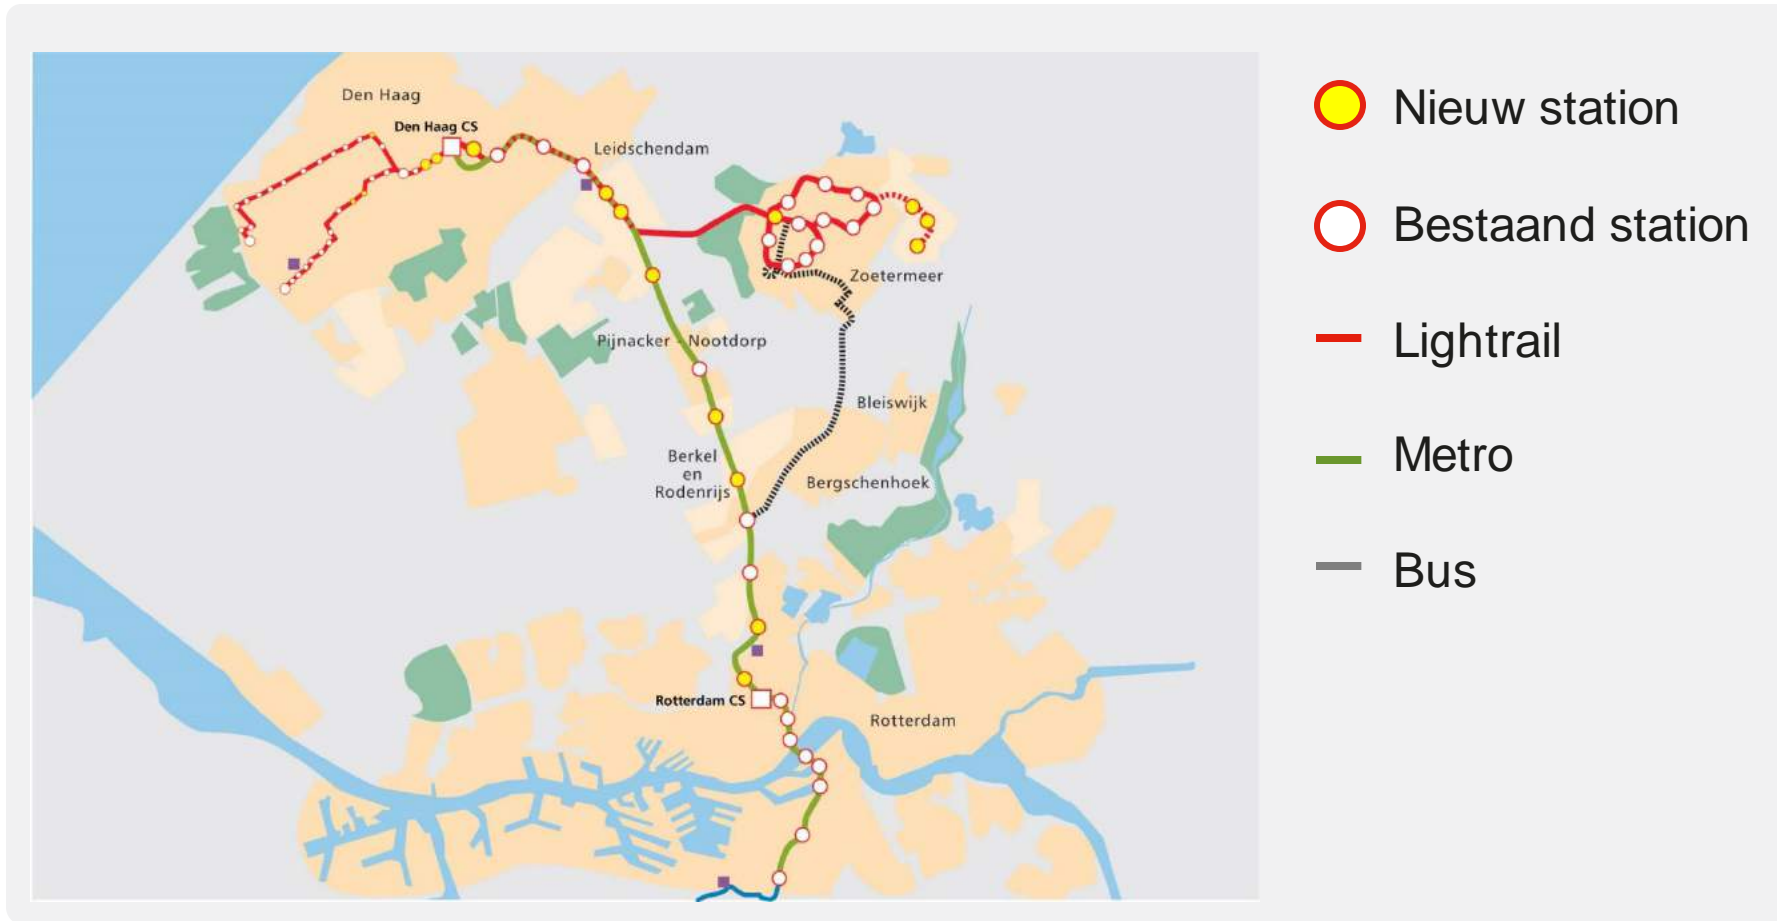 Den Haag
Den Haag CS
Leidschendam
Zoetermeer
Pijnacker - Nootdorp
Bleiswijk
Berkel
en
Rodenrijs
Bergschenhoek
Rotterdam CS
Rotterdam
Nieuw station
Bestaand station
Lightrail
Metro
Bus